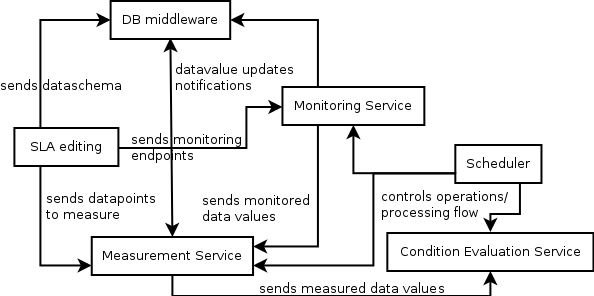 DB middleware
datavalue updates
notifications
sends dataschema
Monitoring Service
SLA editing
sends monitoring
endpoints
Scheduler
sends datapoints
to measure
sends monitored
data values
controls operations/
processing flow
Measurement Service
Condition Evaluation Service
sends measured data values